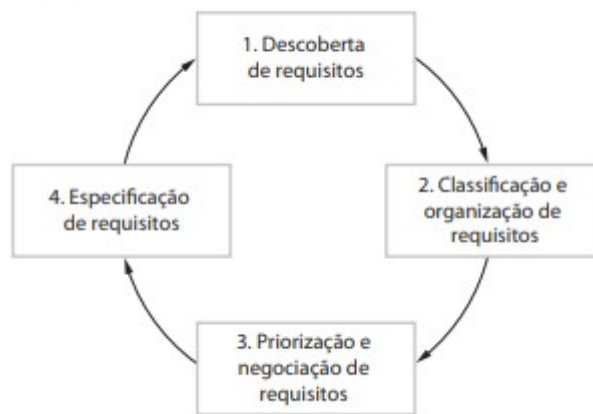 1. Descoberta
de requisitos
2. Classificação e
organização de
requisitos
3. Priorização e
negociação de
requisitos
4. Especificação
de requisitos